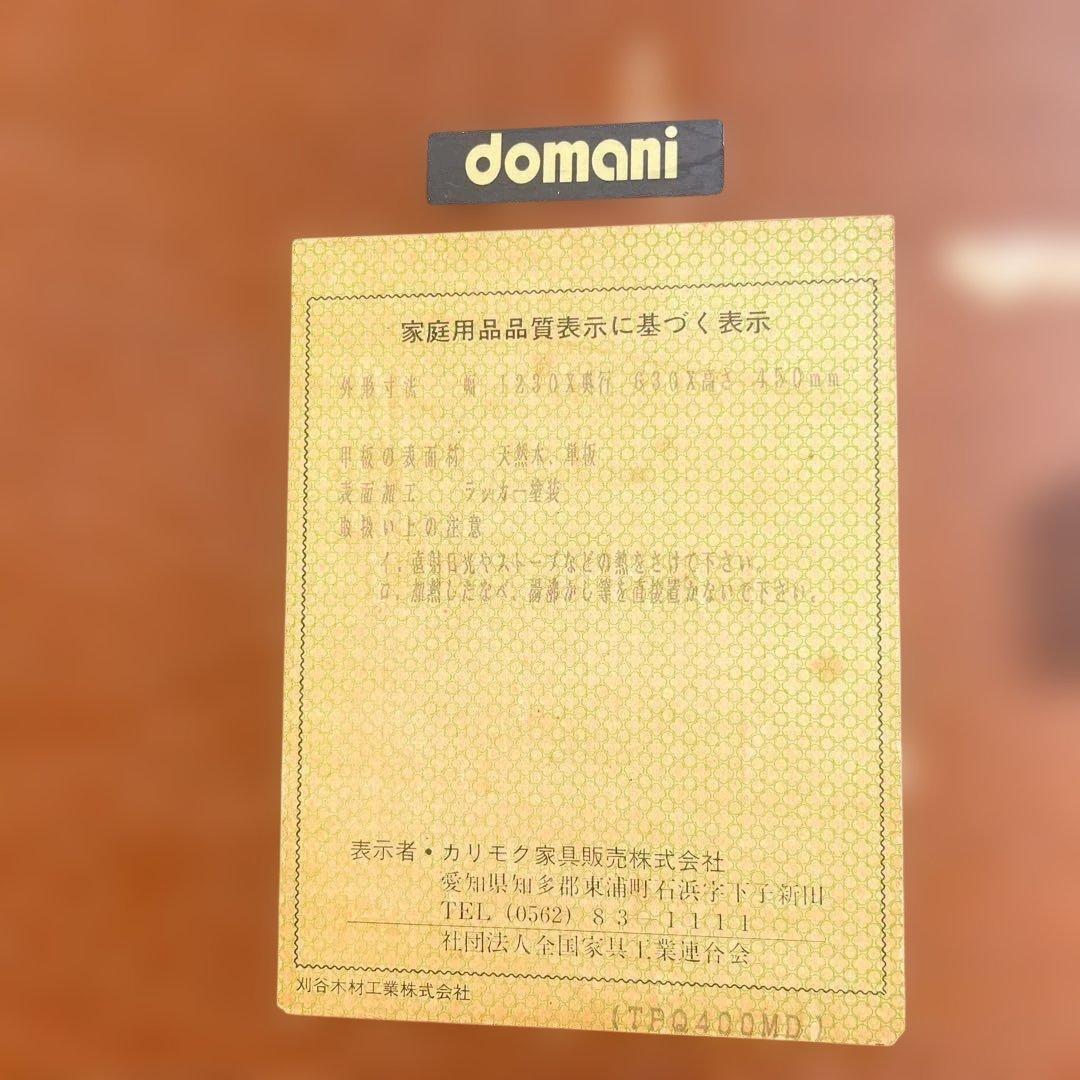 domani
家庭用品品質表示に基づく表示
外形寸法 幅 1230X奥行 630X高さ 450mm
甲板の表面材 天然木、単板
表面加工 ラッカー塗装
取扱い上の注意
イ.直射日光やストーブなどの熱をさけて下さい。
ロ.加熱したなべ、湯沸かし等を直接置かないで下さい。
表示者・カリモク家具販売株式会社
愛知県知多郡東浦町石浜字下子新田
TEL (0562) 83-1111
社団法人全国家具工業連合会
刈谷木材工業株式会社
(TPQ400MD)